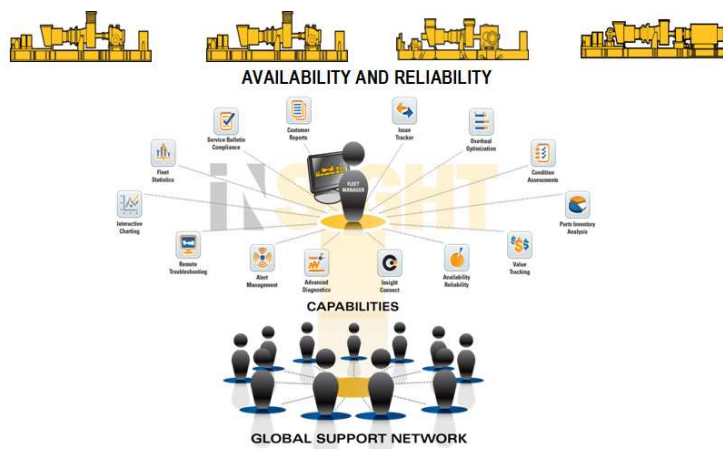 AVAILABILITY AND RELIABILITY
Customer
Reports
Issue
Tracker
Service Bulletin
Compliance
Overhaul
Optimization
Fleet
Statistics
Condition
Assessments
INSIGHT
FLEET
MANAGER
Interactive
Charting
Parts Inventory
Analysis
Remote
Troubleshooting
Alert
Management
Advanced
Diagnostics
Insight
Connect
Availability
Reliability
Value
Tracking
CAPABILITIES
GLOBAL SUPPORT NETWORK